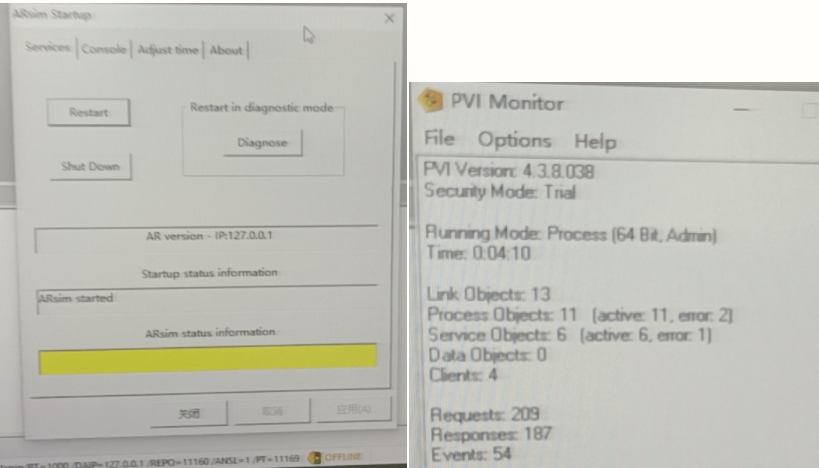 ARsim Startup
Services Console Adjust time About
Restart
Restart in diagnostic mode
Diagnose
Shut Down
AR version - IP:127.0.0.1
Startup status information
ARsim started
ARsim status information
关闭 取消 应用(A)
/RT=1000 /DAIP=127.0.0.1 /REPO=11160 /ANSL=1 /PT=11169 OFFLINE
PVI Monitor
File Options Help
PVI Version: 4.3.8.038
Security Mode: Trial
Running Mode: Process (64 Bit, Admin)
Time: 0:04:10
Link Objects: 13
Process Objects: 11 (active: 11, error: 2)
Service Objects: 6 (active: 6, error: 1)
Data Objects: 0
Clients: 4
Requests: 209
Responses: 187
Events: 54